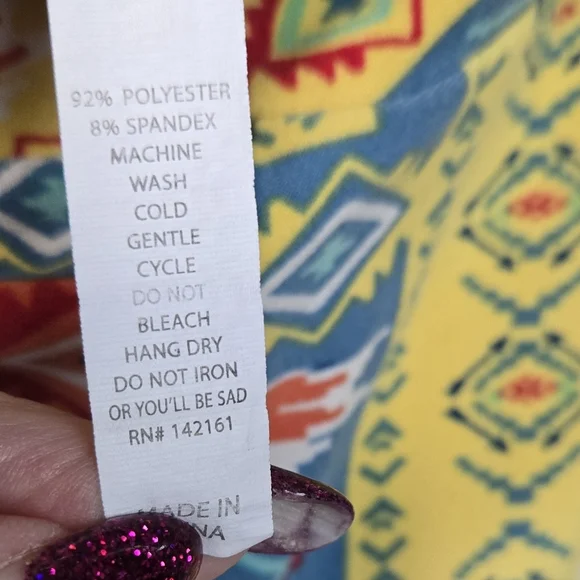 92% POLYESTER
8% SPANDEX
MACHINE
WASH
COLD
GENTLE
CYCLE
DO NOT
BLEACH
HANG DRY
DO NOT IRON
OR YOU'LL BE SAD
RN# 142161
MADE IN